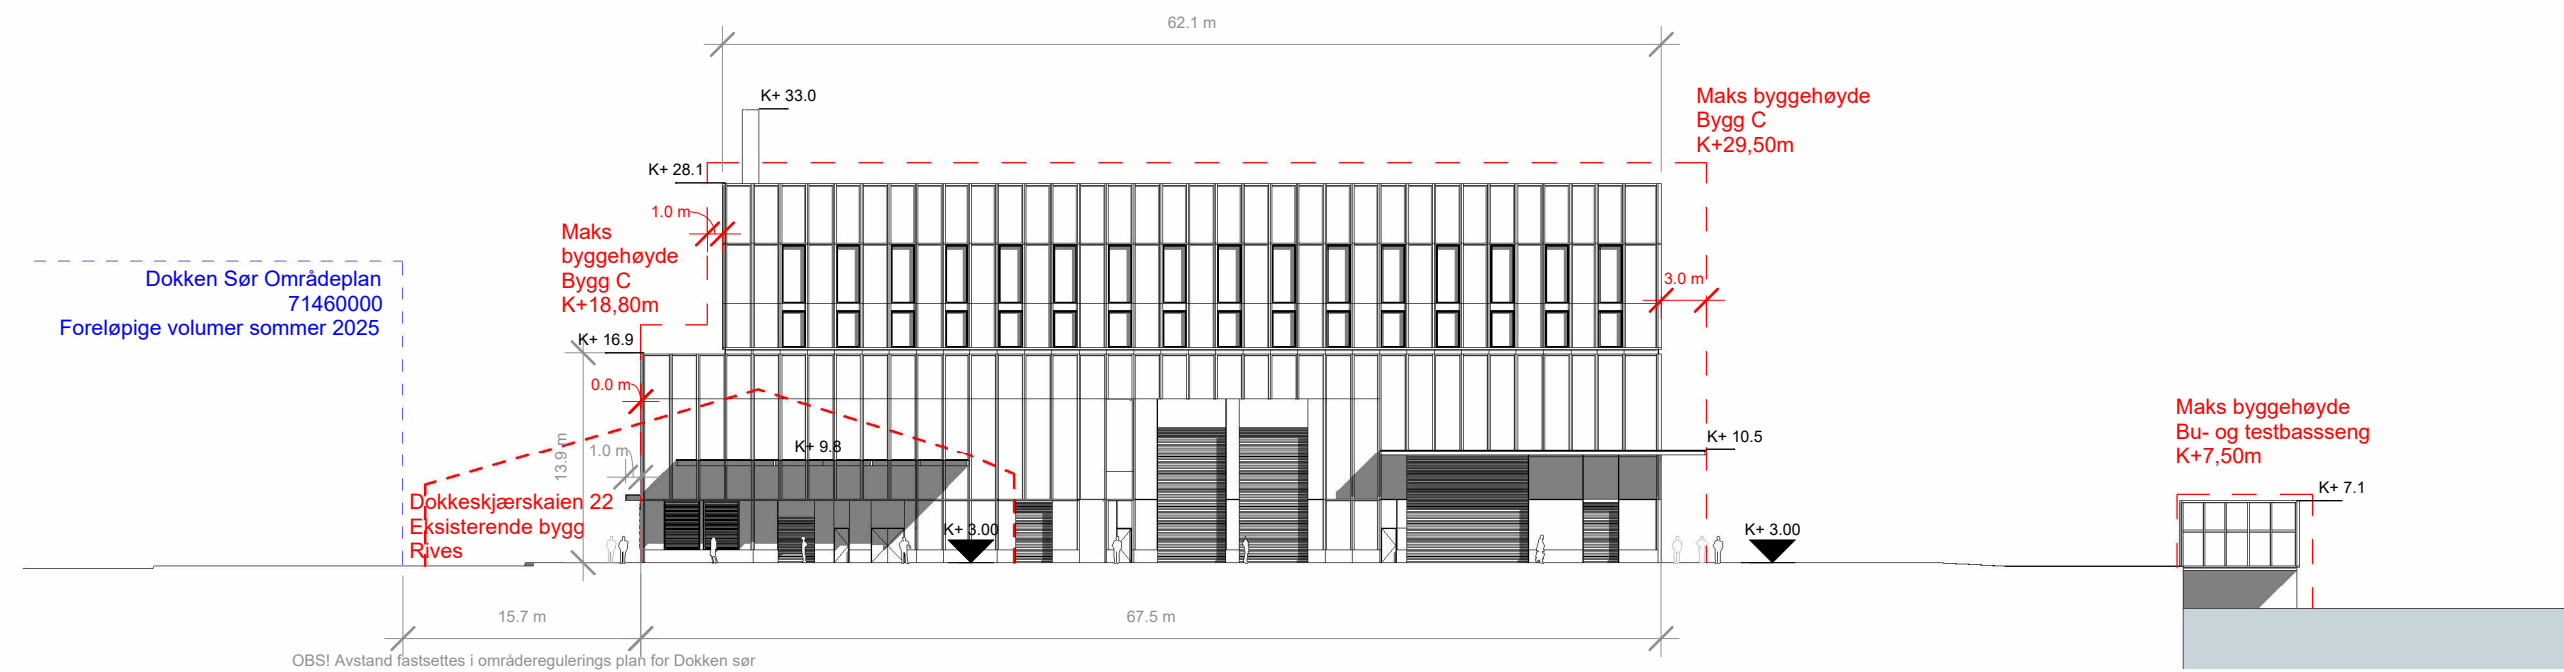 62.1 m
K+ 33.0
Maks byggehøyde
Bygg C
K+29,50m
K+ 28.1
1.0 m
Maks
byggehøyde
Bygg C
K+18,80m
3.0 m
Dokken Sør Områdeplan
71460000
Foreløpige volumer sommer 2025
K+ 16.9
0.0 m
13.9 m
1.0 m
K+ 9.8
K+ 10.5
Maks byggehøyde
Bu- og testbassseng
K+7,50m
K+ 7.1
Dokkeskjærskaien 22
Eksisterende bygg
Rives
K+ 3.00
K+ 3.00
15.7 m
67.5 m
OBS! Avstand fastsettes i områderegulerings plan for Dokken sør